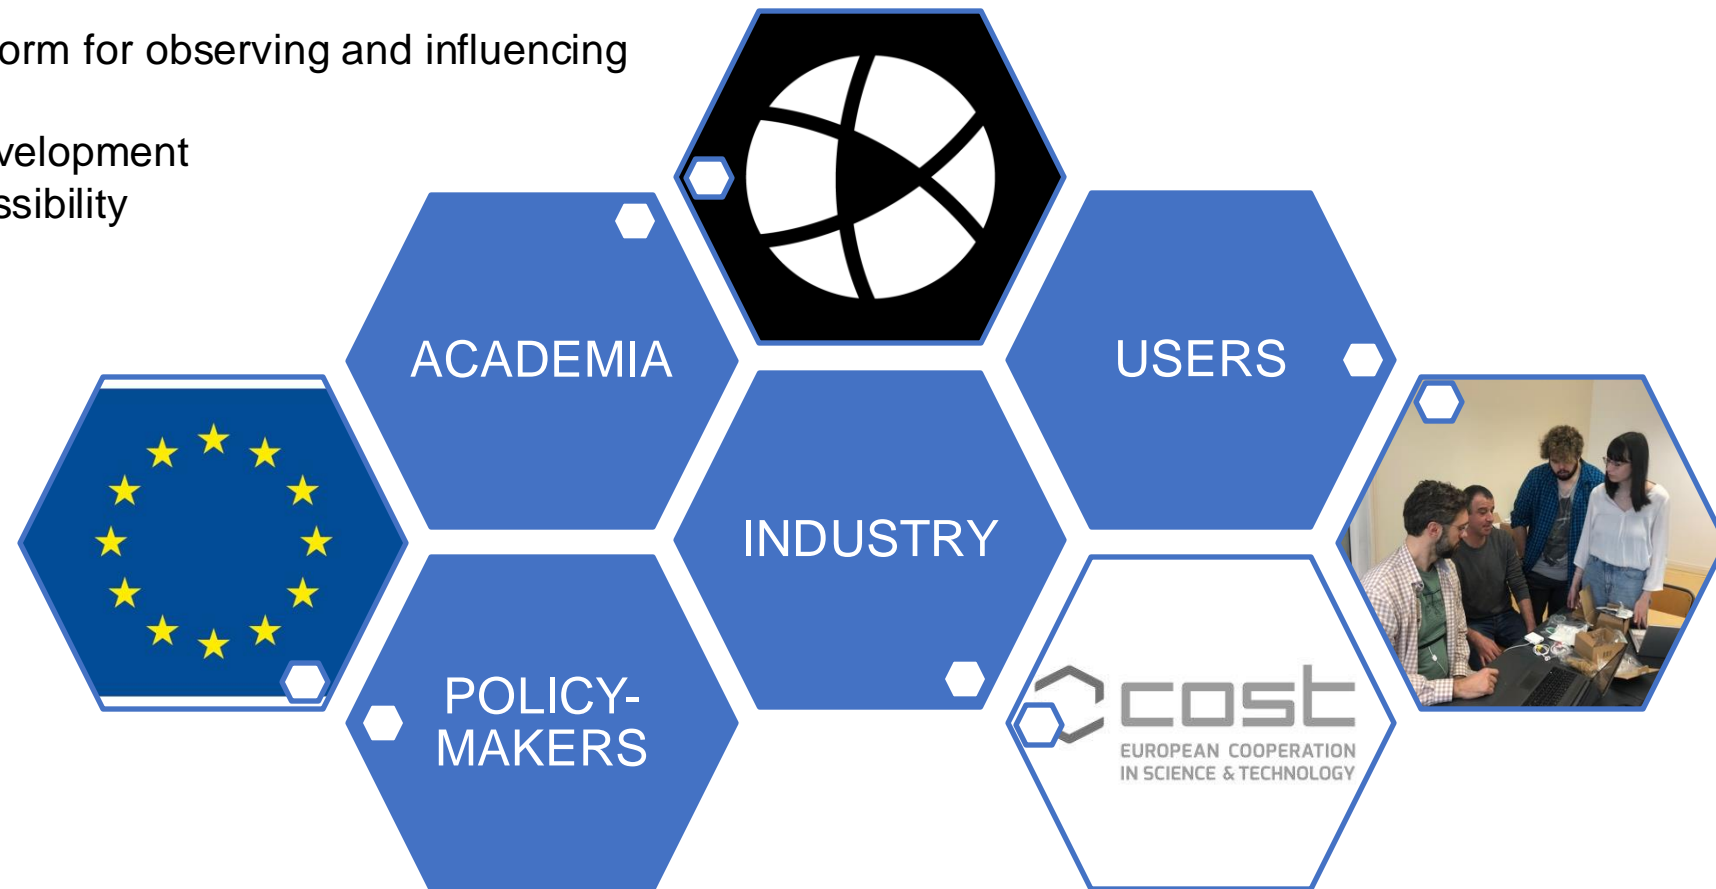 orm for observing and influencing
velopment
ssibility
ACADEMIA
USERS
INDUSTRY
POLICY-
MAKERS
cost
EUROPEAN COOPERATION
IN SCIENCE & TECHNOLOGY